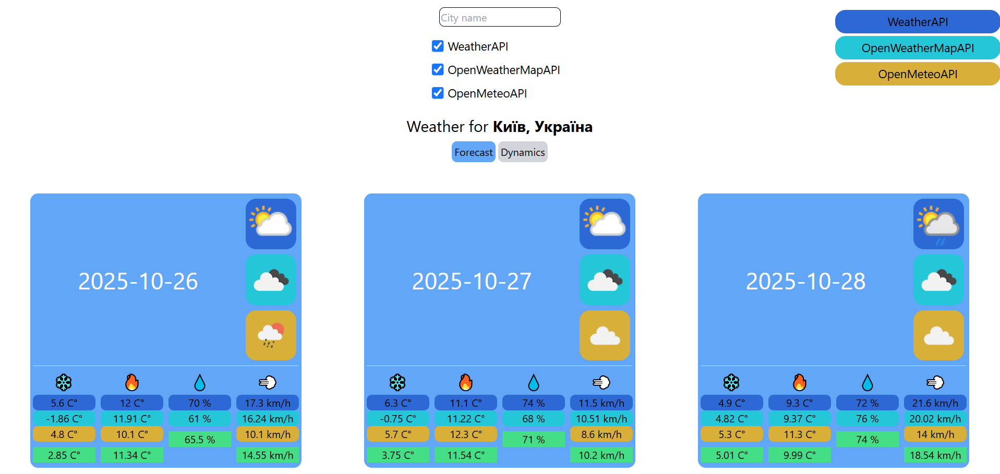 City name
WeatherAPI
OpenWeatherMapAPI
OpenMeteoAPI
WeatherAPI
OpenWeatherMapAPI
OpenMeteoAPI
Weather for Київ, Україна
Forecast Dynamics
2025-10-26
5.6 C° 12 C° 70 % 17.3 km/h
-1.86 C° 11.91 C° 61 % 16.24 km/h
4.8 C° 10.1 C° 10.1 km/h
65.5 %
2.85 C° 11.34 C° 14.55 km/h
2025-10-27
6.3 C° 11.1 C° 74 % 11.5 km/h
-0.75 C° 11.22 C° 68 % 10.51 km/h
5.7 C° 12.3 C° 8.6 km/h
71 %
3.75 C° 11.54 C° 10.2 km/h
2025-10-28
4.9 C° 9.3 C° 72 % 21.6 km/h
4.82 C° 9.37 C° 76 % 20.02 km/h
5.3 C° 11.3 C° 14 km/h
74 %
5.01 C° 9.99 C° 18.54 km/h